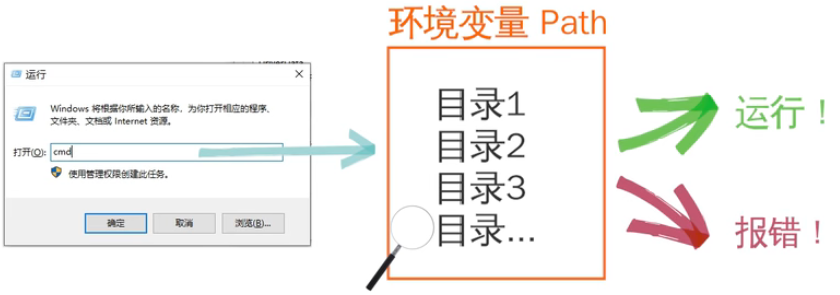 环境变量 Path
运行
Windows 将根据你所输入的名称，为你打开相应的程序、
文件夹、文档或 Internet 资源。
打开(O):
cmd
使用管理权限创建此任务。
确定
取消
浏览(B)...
目录1
目录2
目录3
目录...
运行！
报错！